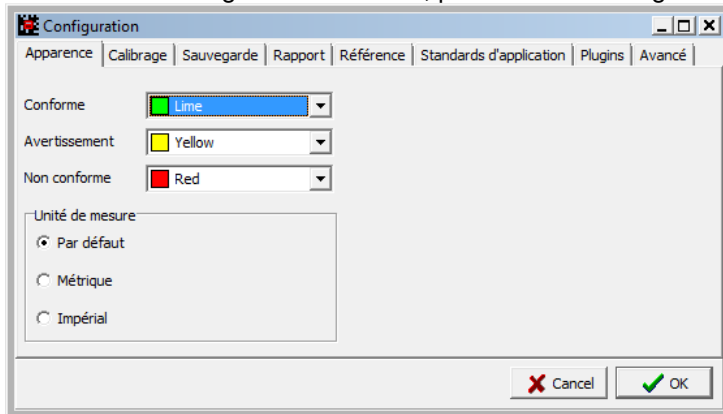 Configuration
Apparence Calibrage Sauvegarde Rapport Référence Standards d'application Plugins Avancé
Conforme Lime
Avertissement Yellow
Non conforme Red
Unité de mesure
Par défaut
Métrique
Impérial
Cancel OK